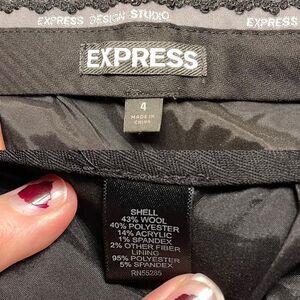 EXPRESS DESIGN STUDIO EXPRESS
EXPRESS
4
MADE IN
CHINA
SHELL
43% WOOL
40% POLYESTER
14% ACRYLIC
1% SPANDEX
2% OTHER FIBER
LINING
95% POLYESTER
5% SPANDEX
RN55285